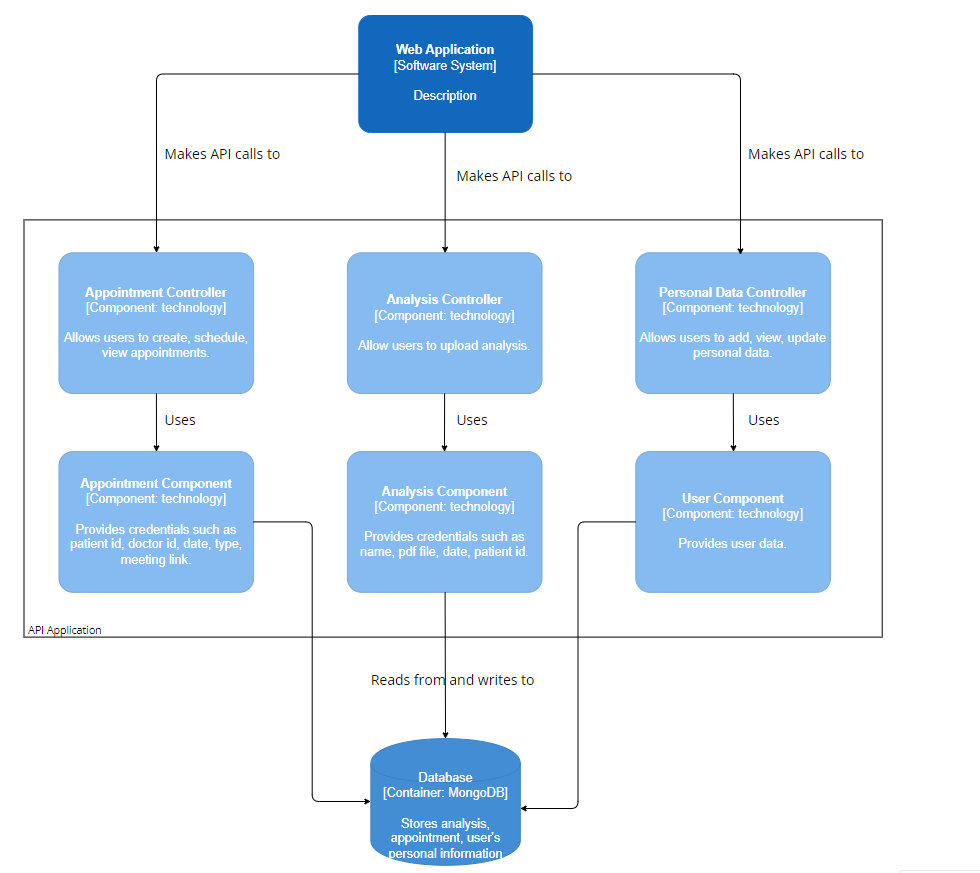 Web Application
[Software System]
Description
Makes API calls to
Makes API calls to
Makes API calls to
Appointment Controller
[Component: technology]
Allows users to create, schedule,
view appointments.
Analysis Controller
[Component: technology]
Allow users to upload analysis.
Personal Data Controller
[Component: technology]
Allows users to add, view, update
personal data.
Uses
Uses
Uses
Appointment Component
[Component: technology]
Provides credentials such as
patient id, doctor id, date, type,
meeting link.
Analysis Component
[Component: technology]
Provides credentials such as
name, pdf file, date, patient id.
User Component
[Component: technology]
Provides user data.
API Application
Reads from and writes to
Database
[Container: MongoDB]
Stores analysis,
appointment, user's
personal information